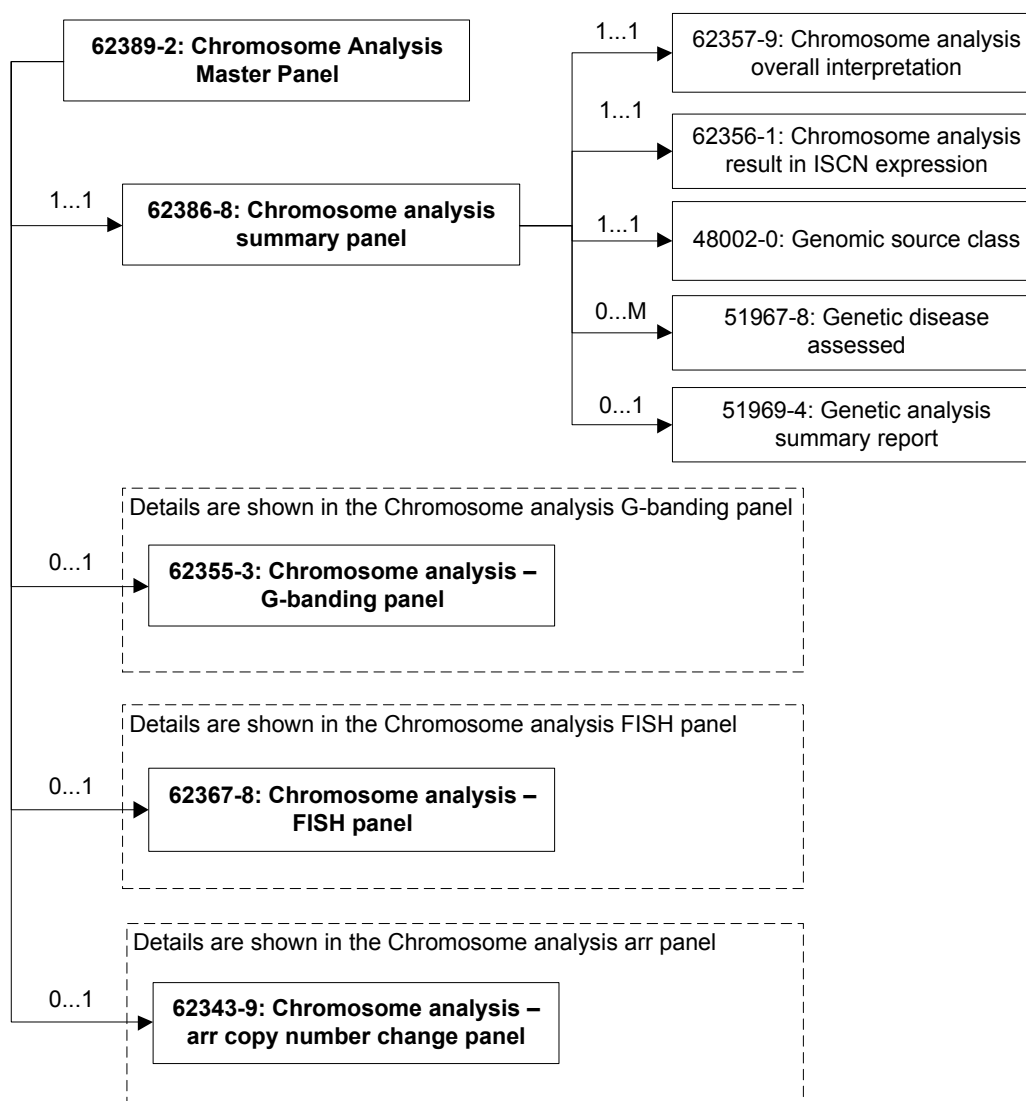 62389-2: Chromosome Analysis
Master Panel
1...1
62386-8: Chromosome analysis
summary panel
1...1
62357-9: Chromosome analysis
overall interpretation
1...1
62356-1: Chromosome analysis
result in ISCN expression
1...1
48002-0: Genomic source class
0...M
51967-8: Genetic disease
assessed
0...1
51969-4: Genetic analysis
summary report
Details are shown in the Chromosome analysis G-banding panel
0...1
62355-3: Chromosome analysis –
G-banding panel
Details are shown in the Chromosome analysis FISH panel
0...1
62367-8: Chromosome analysis –
FISH panel
Details are shown in the Chromosome analysis arr panel
0...1
62343-9: Chromosome analysis –
arr copy number change panel